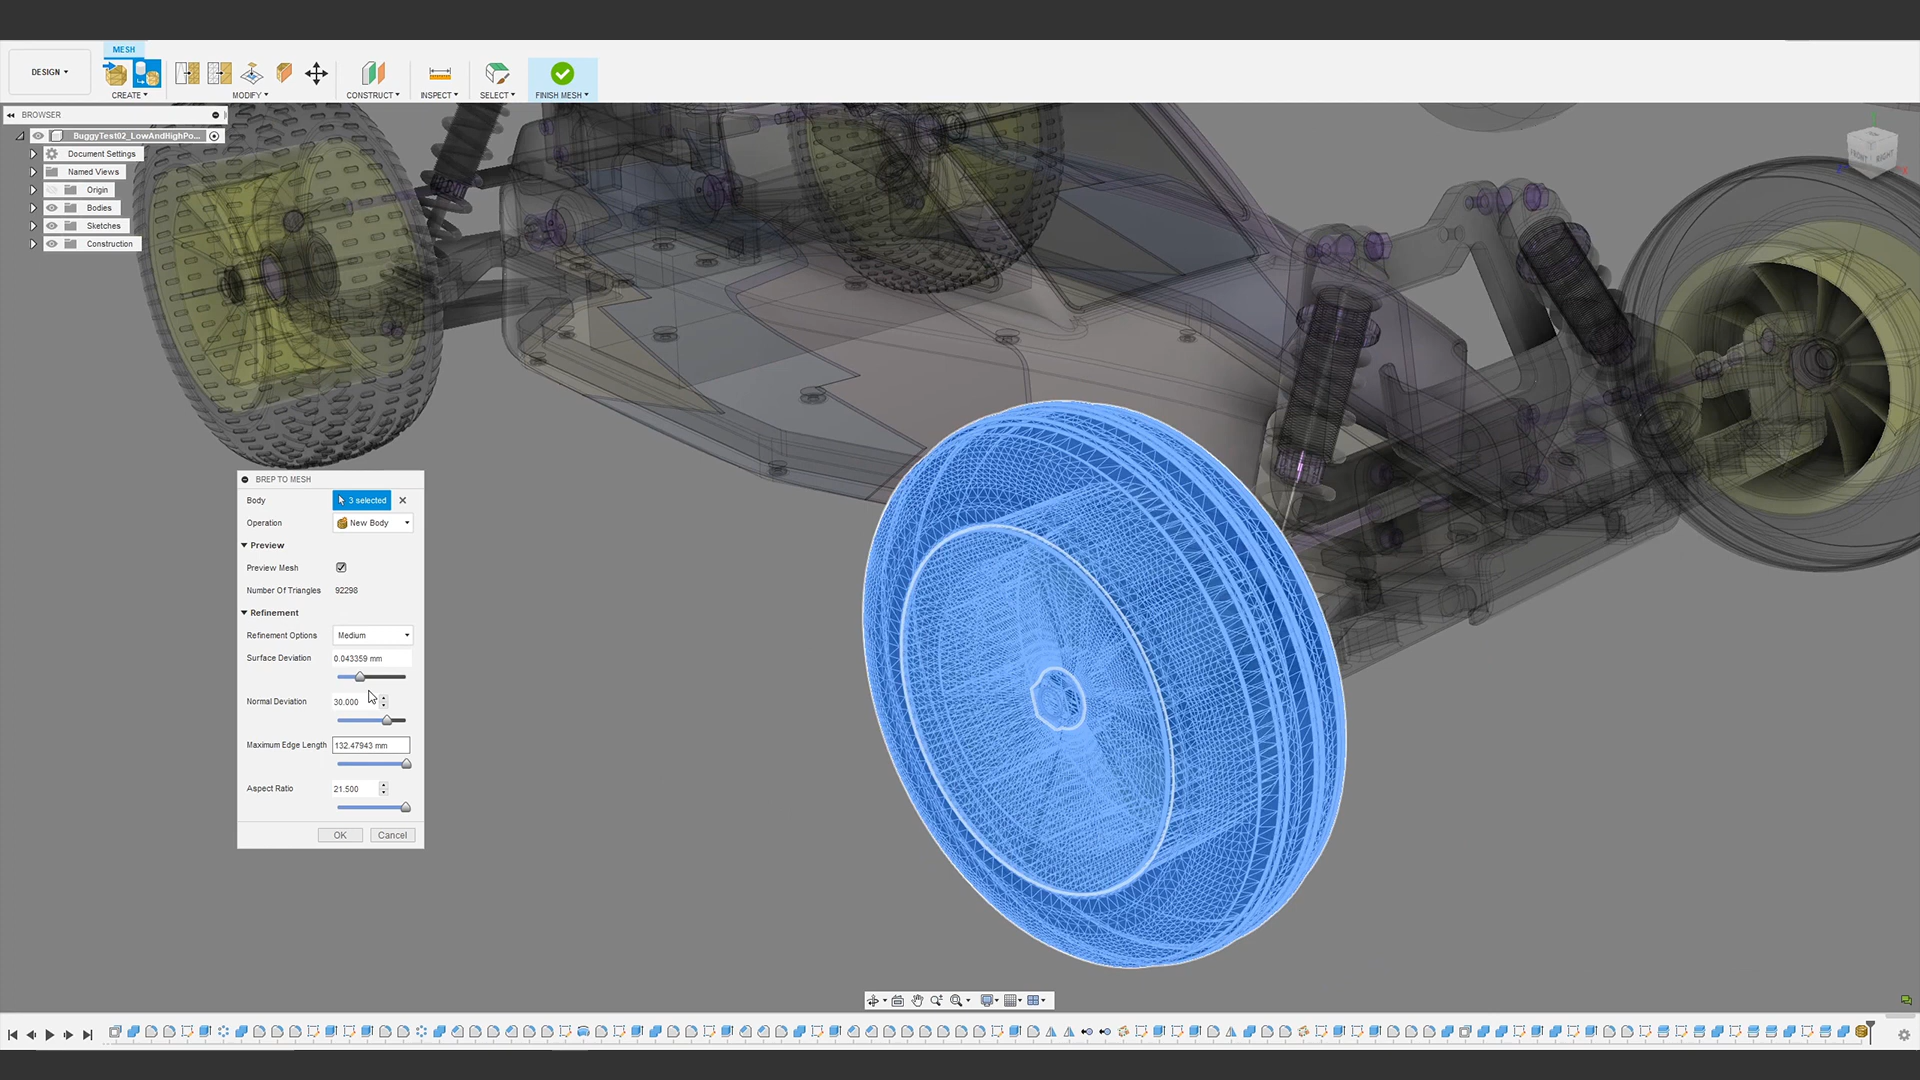 MESH
DESIGN
CREATE
MODIFY
CONSTRUCT
INSPECT
SELECT
FINISH MESH
BROWSER
BuggyTest02_LowAndHighPo...
Document Settings
Named Views
Origin
Bodies
Sketches
Construction
FRONT
RIGHT
X
BREP TO MESH
Body
3 selected
Operation
New Body
Preview
Preview Mesh
Number Of Triangles
92298
Refinement
Refinement Options
Medium
Surface Deviation
0.043359 mm
Normal Deviation
30.000
Maximum Edge Length
132.47943 mm
Aspect Ratio
21.500
OK
Cancel